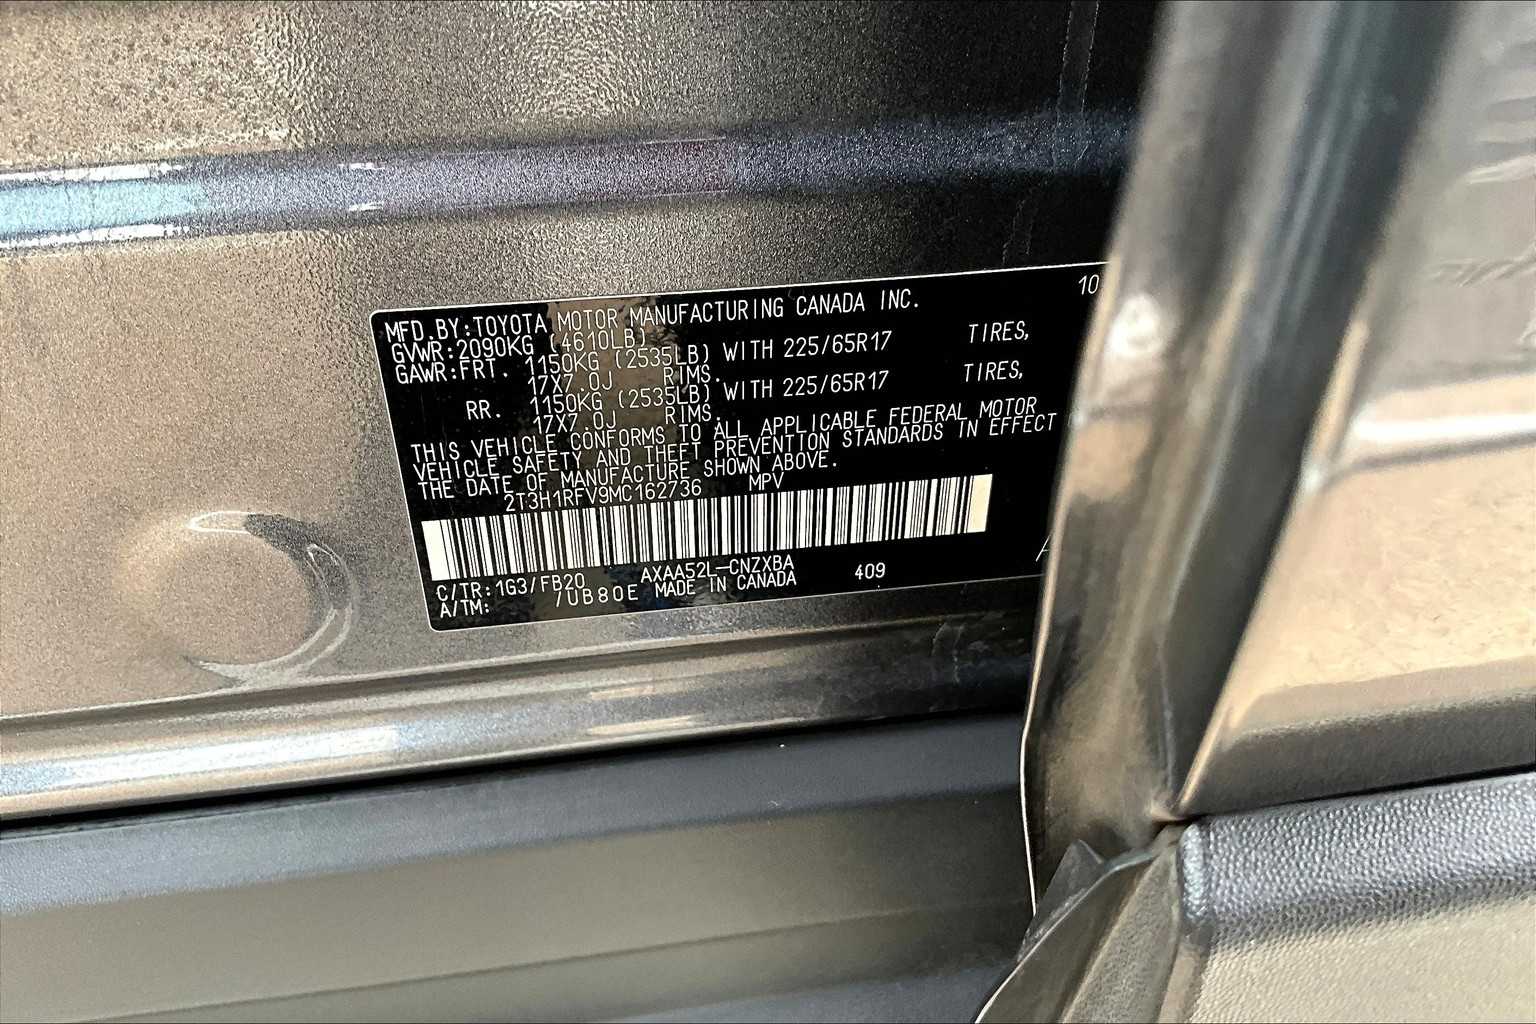 MFD.BY:TOYOTA MOTOR MANUFACTURING CANADA INC. 10
GVWR:2090KG (4610LB)
GAWR:FRT. 1150KG (2535LB) WITH 225/65R17 TIRES,
17X7.0J RIMS.
RR. 1150KG (2535LB) WITH 225/65R17 TIRES,
17X7.0J RIMS.
THIS VEHICLE CONFORMS TO ALL APPLICABLE FEDERAL MOTOR
VEHICLE SAFETY AND THEFT PREVENTION STANDARDS IN EFFECT
THE DATE OF MANUFACTURE SHOWN ABOVE.
2T3H1RFV9MC162736 MPV
C/TR:1G3/FB20 AXAA52L-CNZXBA 409
A/TM: /UB80E MADE IN CANADA